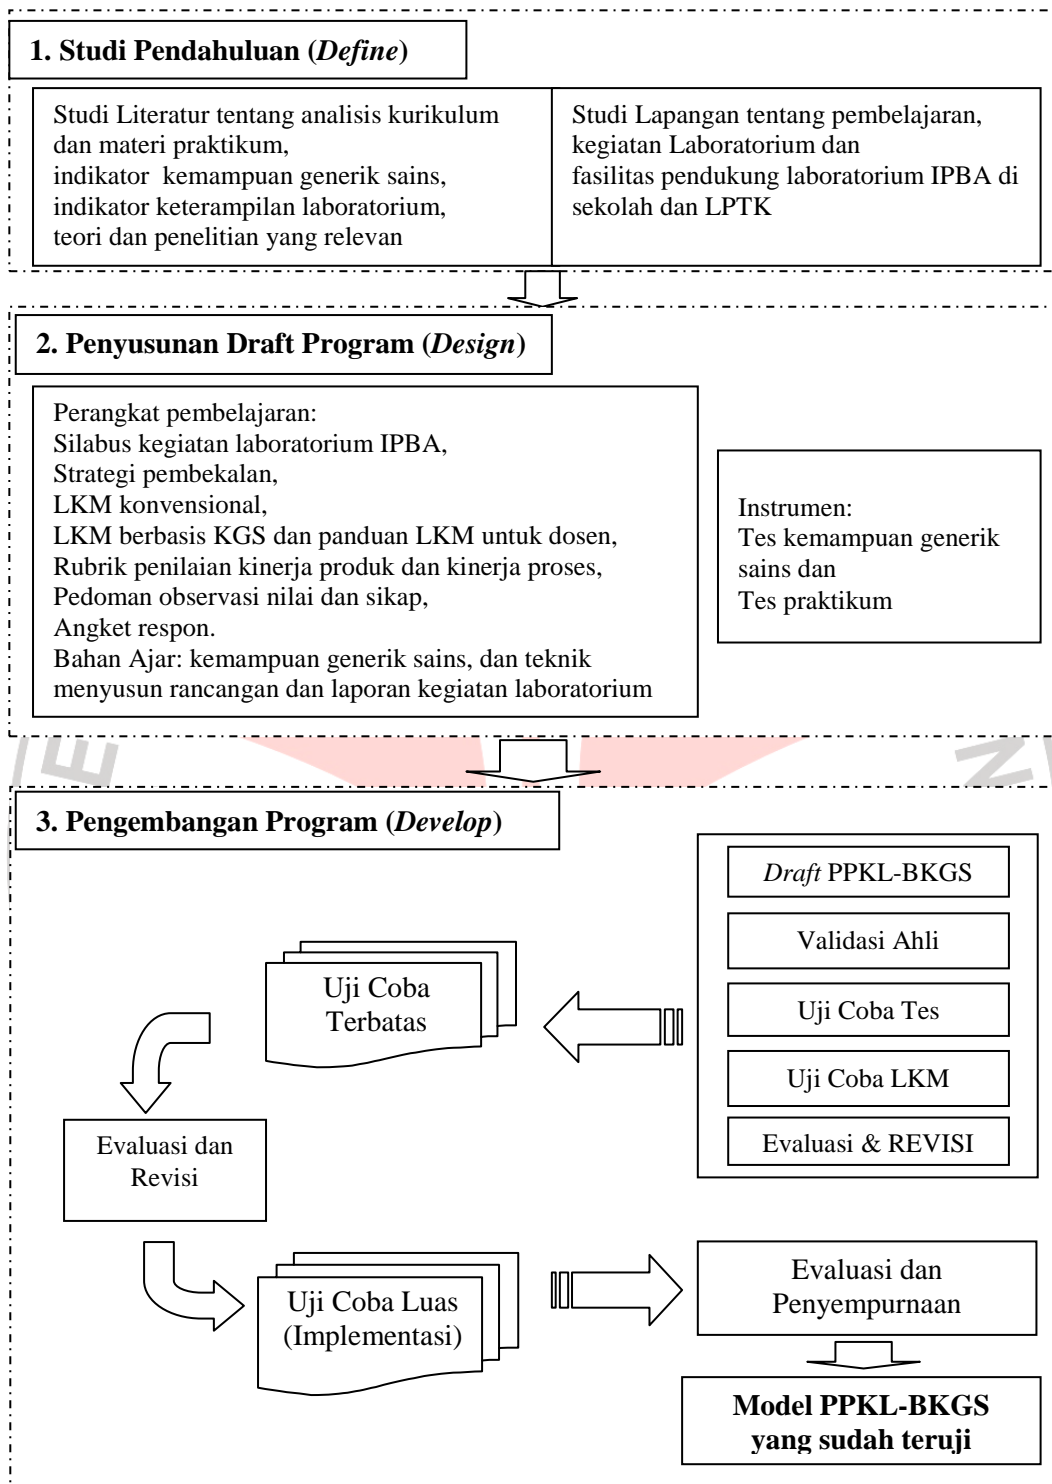 1. Studi Pendahuluan (Define)
Studi Literatur tentang analisis kurikulum
dan materi praktikum,
indikator kemampuan generik sains,
indikator keterampilan laboratorium,
teori dan penelitian yang relevan
Studi Lapangan tentang pembelajaran,
kegiatan Laboratorium dan
fasilitas pendukung laboratorium IPBA di
sekolah dan LPTK
2. Penyusunan Draft Program (Design)
Perangkat pembelajaran:
Silabus kegiatan laboratorium IPBA,
Strategi pembekalan,
LKM konvensional,
LKM berbasis KGS dan panduan LKM untuk dosen,
Rubrik penilaian kinerja produk dan kinerja proses,
Pedoman observasi nilai dan sikap,
Angket respon.
Bahan Ajar: kemampuan generik sains, dan teknik
menyusun rancangan dan laporan kegiatan laboratorium
Instrumen:
Tes kemampuan generik
sains dan
Tes praktikum
3. Pengembangan Program (Develop)
Draft PPKL-BKGS
Validasi Ahli
Uji Coba Tes
Uji Coba LKM
Evaluasi & REVISI
Uji Coba
Terbatas
Evaluasi dan
Revisi
Uji Coba Luas
(Implementasi)
Evaluasi dan
Penyempurnaan
Model PPKL-BKGS
yang sudah teruji